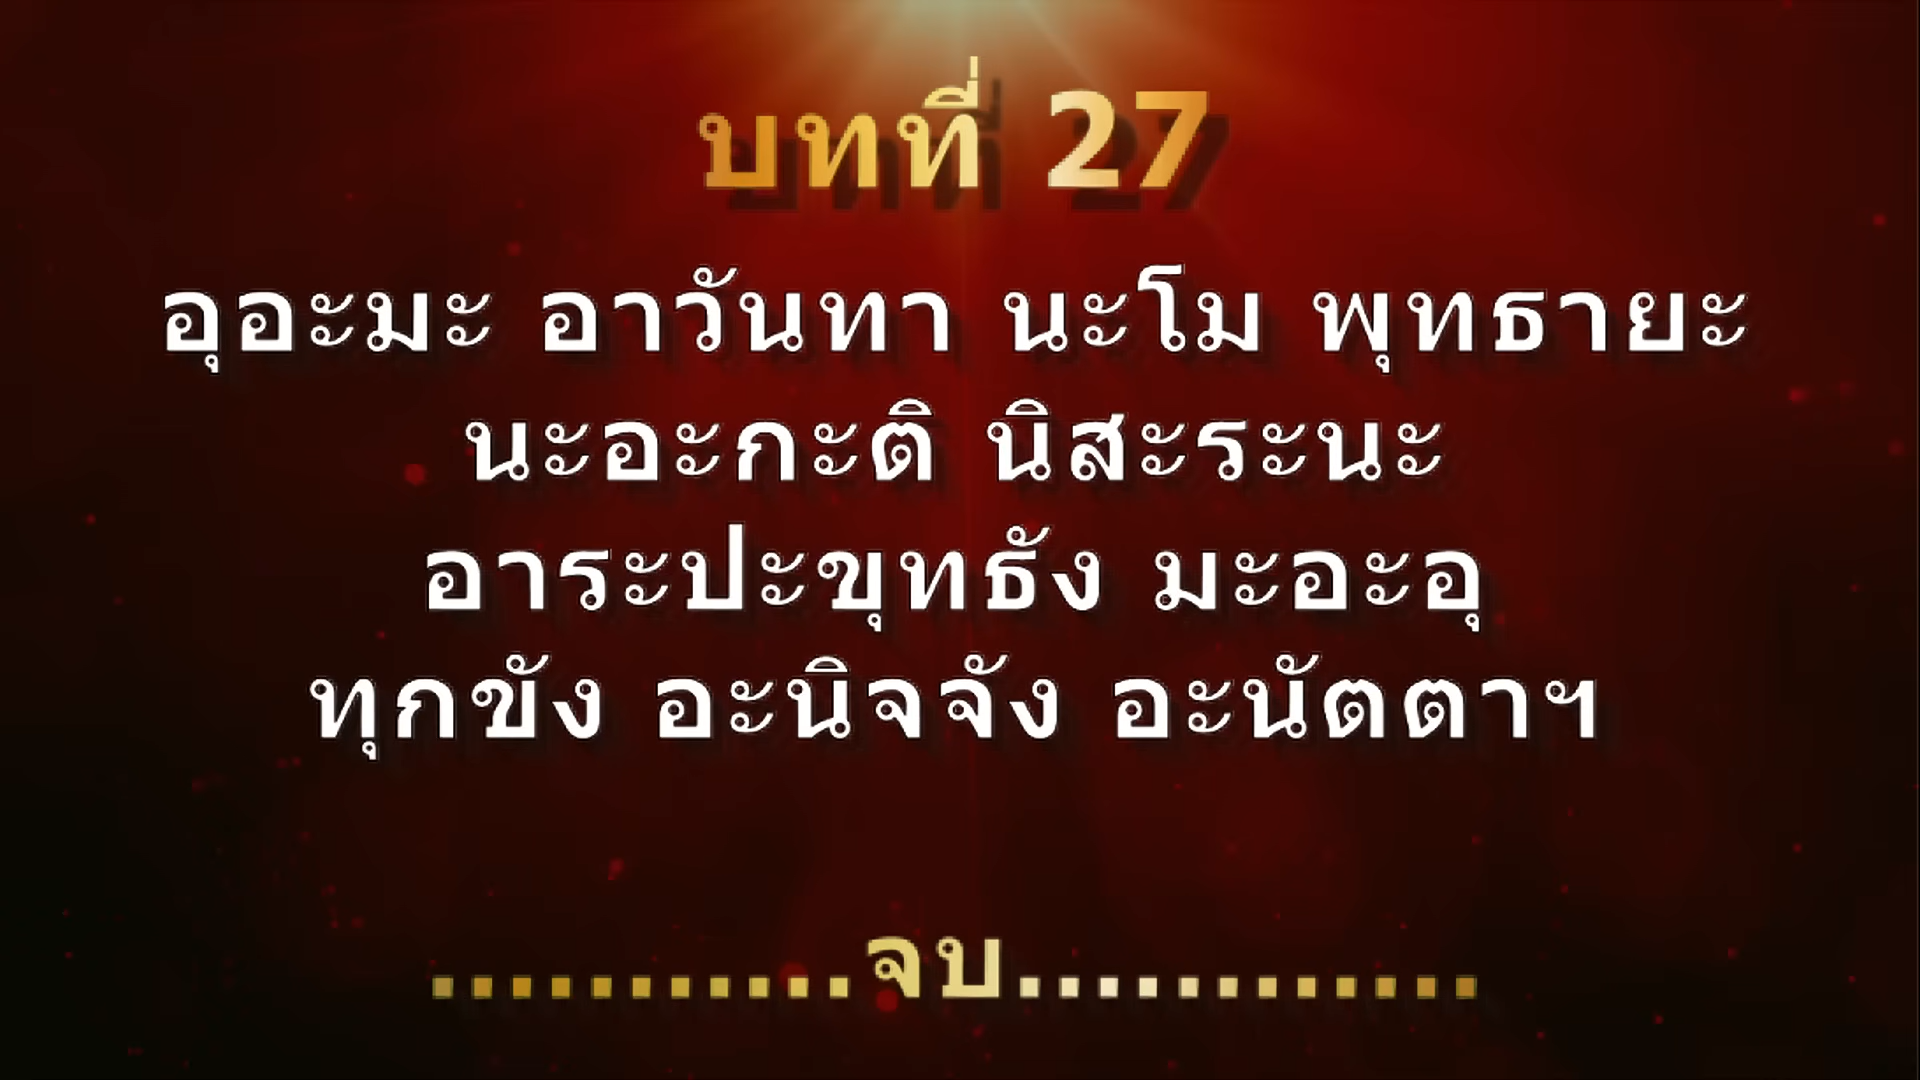 บทที่ 27
อุอะมะ อาวันทา นะโม พุทธายะ
นะอะกะติ นิสะระนะ
อาระปะขุทธัง มะอะอุ
ทุกขัง อะนิจจัง อะนัตตาฯ
...........จบ............